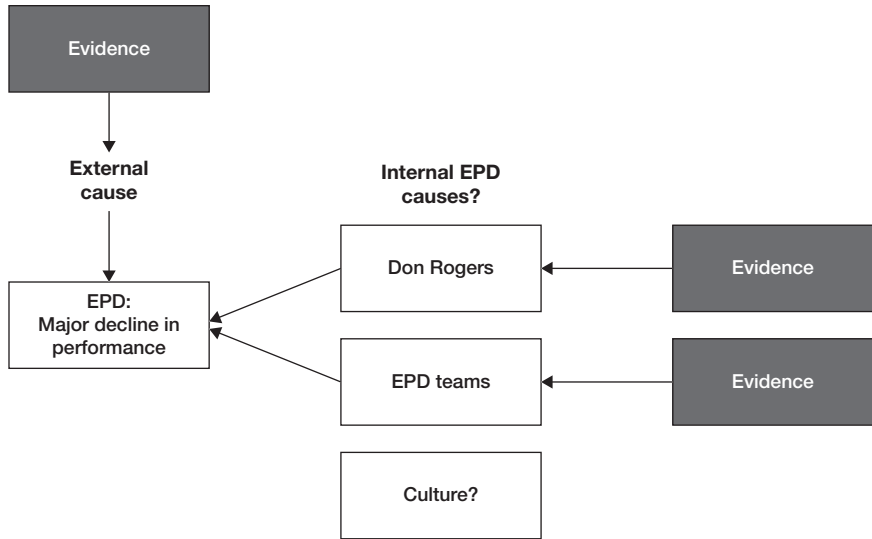 Evidence
External
cause
Internal EPD
causes?
Don Rogers
Evidence
EPD:
Major decline in
performance
EPD teams
Evidence
Culture?